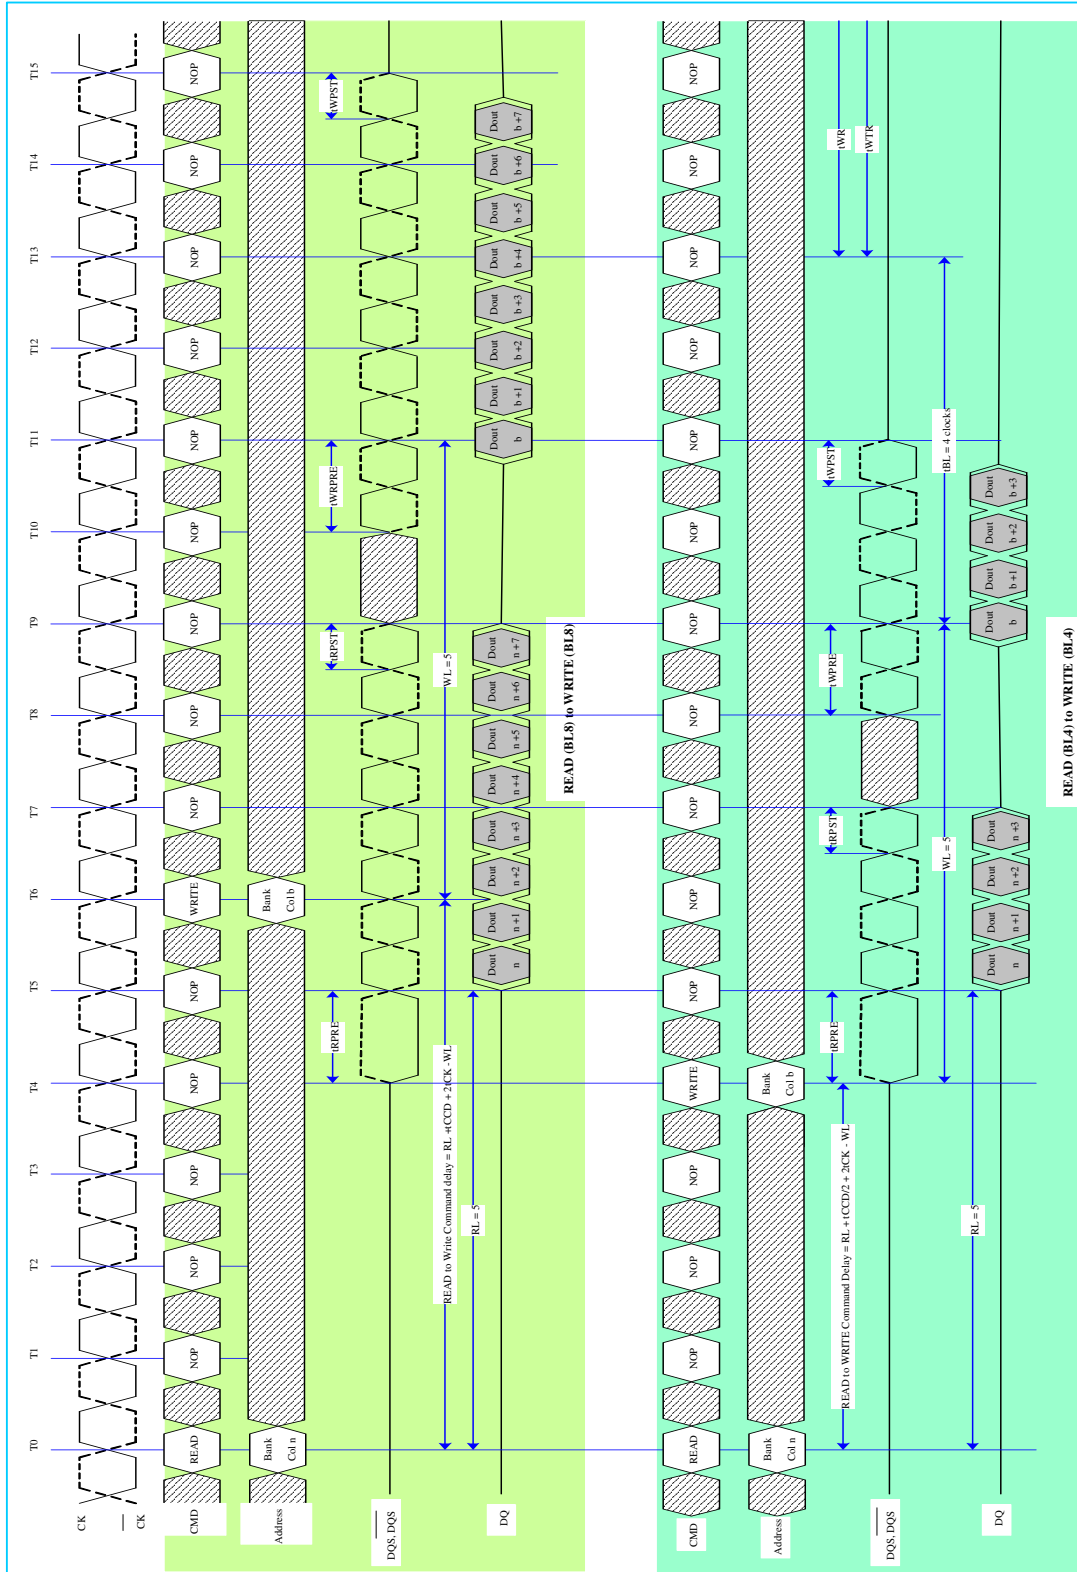 T0 T1 T2 T3 T4 T5 T6 T7 T8 T9 T10 T11 T12 T13 T14 T15
CK
CK
CMD READ NOP NOP NOP NOP NOP WRITE NOP NOP NOP NOP NOP NOP NOP NOP NOP
Bank Bank
Address
Col n Col b
tRPRE tRPST tWRPRE tWPST
DQS, DQS
READ to Write Command delay = RL +tCCD + 2tCK - WL WL = 5
RL = 5
Dout Dout Dout Dout Dout Dout Dout Dout Dout Dout Dout Dout Dout Dout Dout Dout
DQ
n n +1 n +2 n +3 n +4 n +5 n +6 n +7 b b +1 b +2 b +3 b +4 b +5 b +6 b +7
READ (BL8) to WRITE (BL8)
CMD READ NOP NOP NOP WRITE NOP NOP NOP NOP NOP NOP NOP NOP NOP NOP NOP
Bank Bank
Address
Col n Col b
tRPRE tRPST tWPRE tWPST
READ to WRITE Command Delay = RL + tCCD/2 + 2tCK - WL tWR
tWTR
DQS, DQS
WL = 5 tBL = 4 clocks
RL = 5
Dout Dout Dout Dout Dout Dout Dout Dout
DQ
n n +1 n +2 n +3 b b +1 b +2 b +3
READ (BL4) to WRITE (BL4)